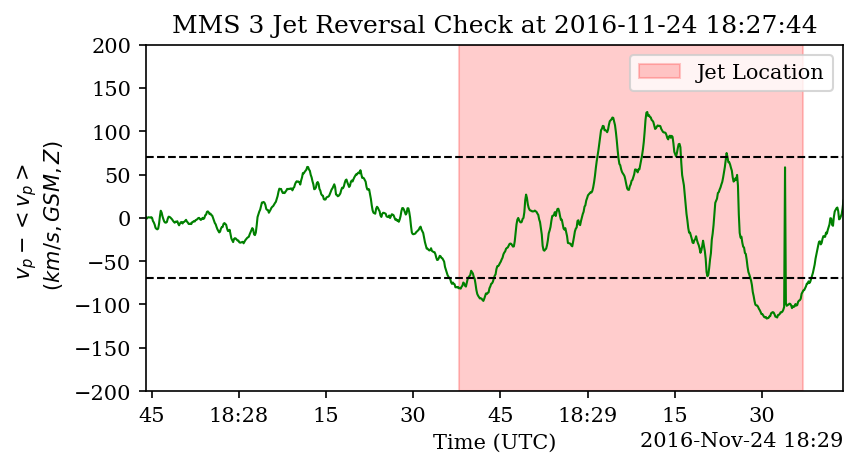 MMS 3 Jet Reversal Check at 2016-11-24 18:27:44
Jet Location
v_p - < v_p >
(km/s, GSM, Z)
200
150
100
50
0
−50
−100
−150
−200
45 18:28 15 30 45 18:29 15 30
Time (UTC)
2016-Nov-24 18:29